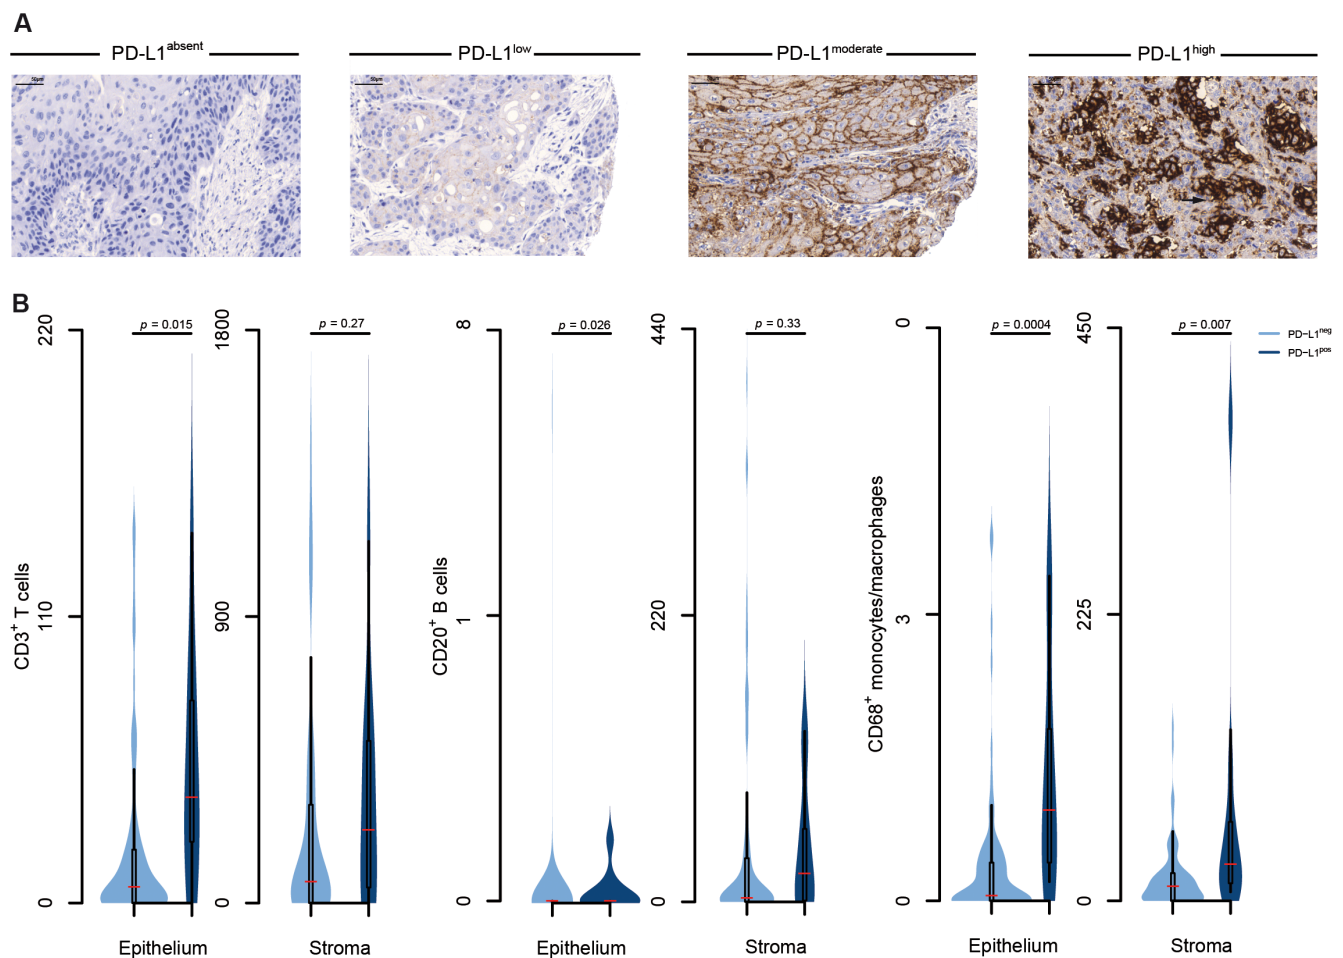 A
PD-L1absent
PD-L1low
PD-L1moderate
PD-L1high
50μm
50μm
B
CD3+ T cells
220
110
0
p = 0.015
Epithelium
1800
900
0
p = 0.27
Stroma
CD20+ B cells
8
1
0
p = 0.026
Epithelium
440
220
0
p = 0.33
Stroma
CD68+ monocytes/macrophages
0
3
0
p = 0.0004
Epithelium
450
225
0
p = 0.007
Stroma
PD-L1neg
PD-L1pos